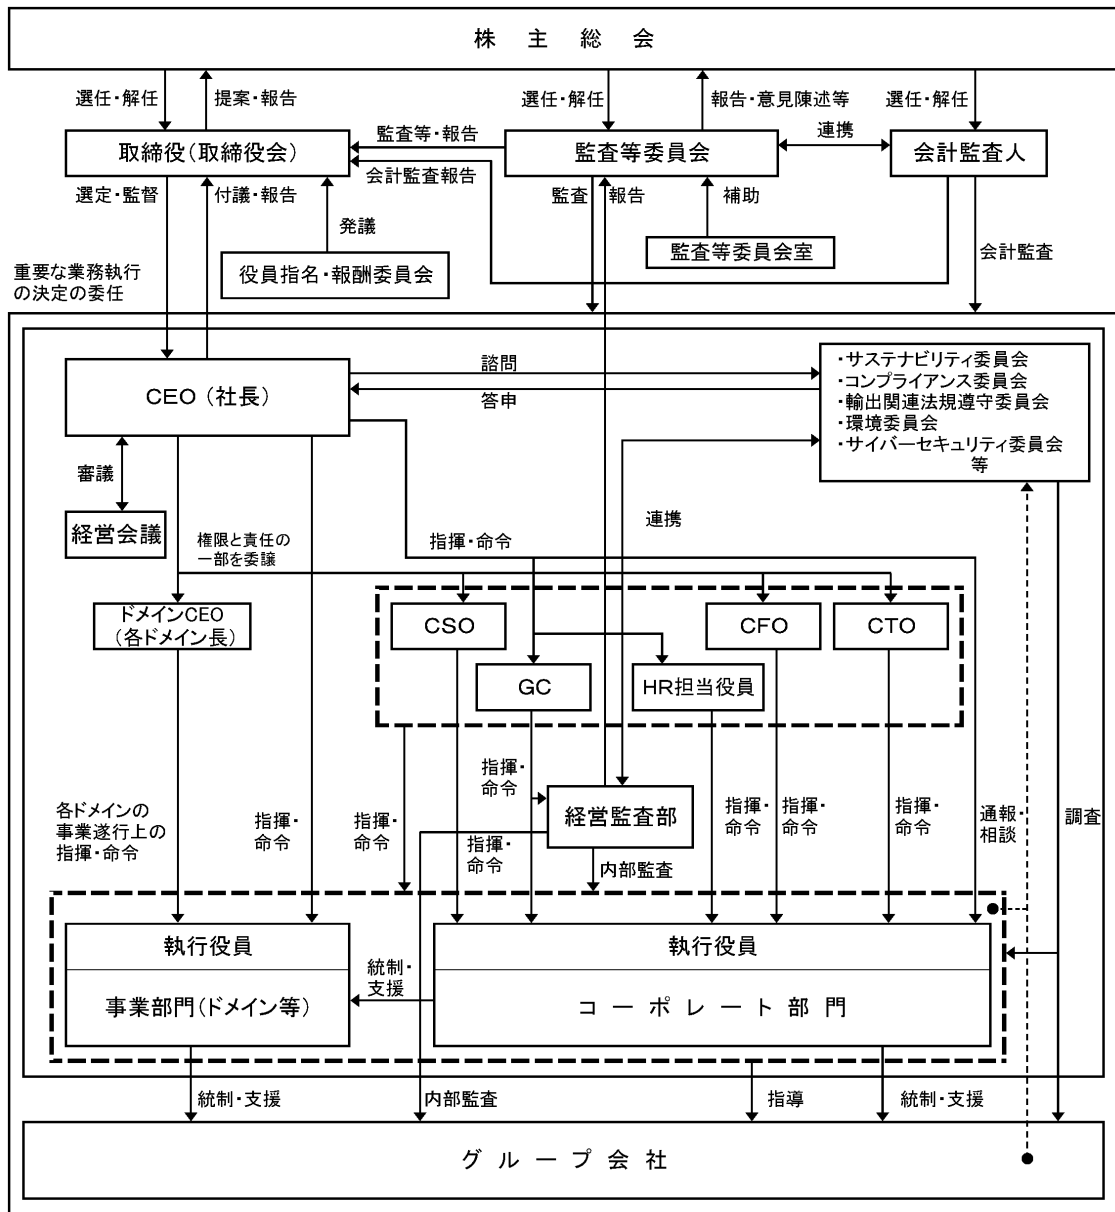 株主総会
選任・解任
提案・報告
選任・解任
報告・意見陳述等
選任・解任
取締役(取締役会)
監査等・報告
会計監査報告
監査等委員会
連携
会計監査人
選定・監督
付議・報告
発議
監査
報告
補助
役員指名・報酬委員会
監査等委員会室
会計監査
重要な業務執行
の決定の委任
CEO(社長)
諮問
答申
・サステナビリティ委員会
・コンプライアンス委員会
・輸出関連法規遵守委員会
・環境委員会
・サイバーセキュリティ委員会
等
審議
経営会議
連携
権限と責任の
一部を委譲
指揮・命令
ドメインCEO
(各ドメイン長)
CSO
CFO
CTO
GC
HR担当役員
指揮・
命令
経営監査部
各ドメインの
事業遂行上の
指揮・命令
指揮・
命令
指揮・
命令
指揮・
命令
指揮・
命令
指揮・
命令
指揮・
命令
通報・
相談
調査
内部監査
執行役員
事業部門(ドメイン等)
統制・
支援
執行役員
コーポレート部門
統制・支援
内部監査
指導
統制・支援
グループ会社